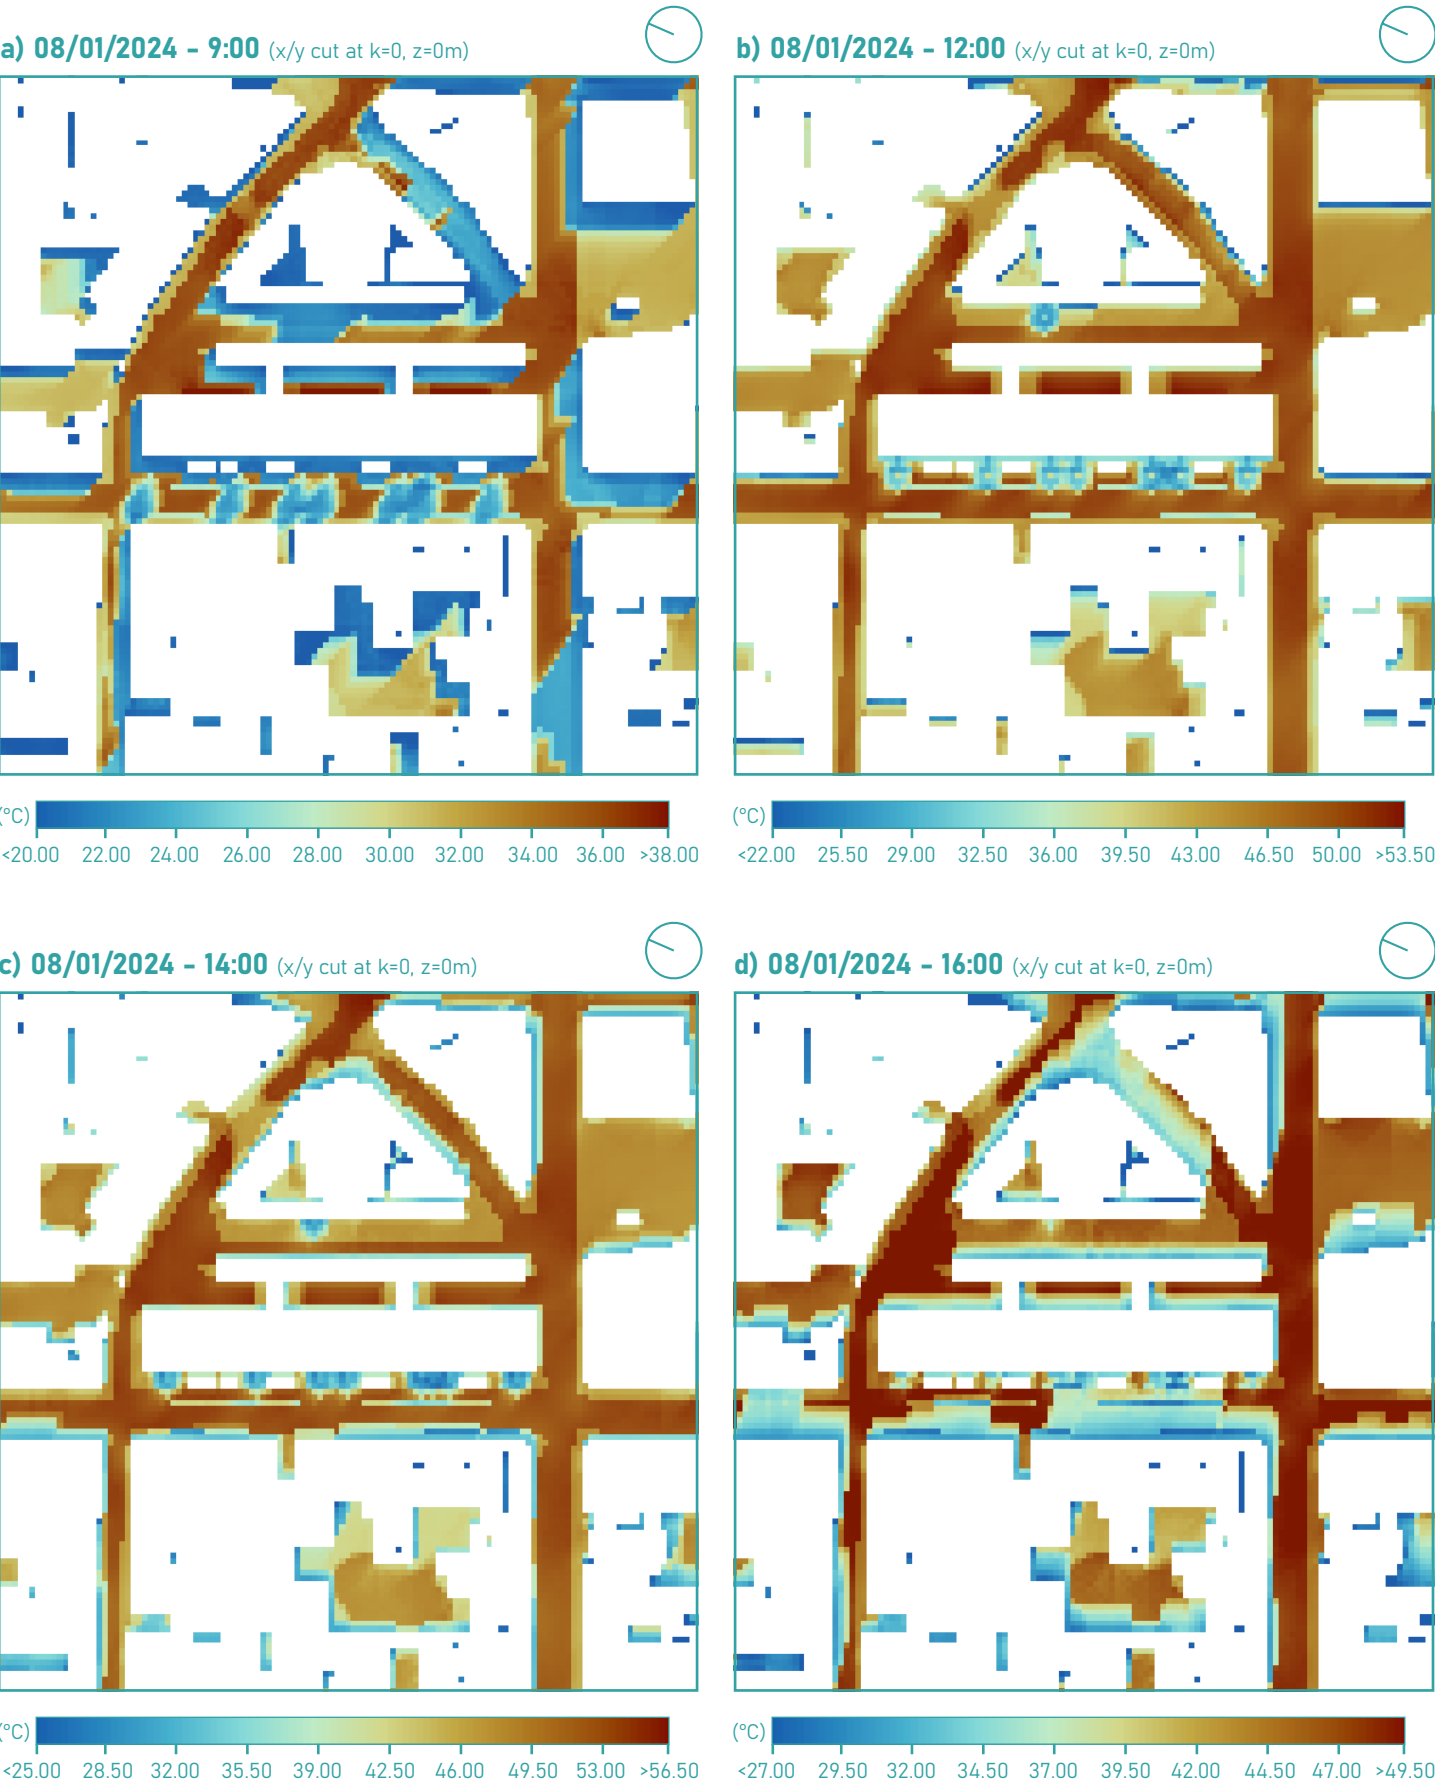 a) 08/01/2024 - 9:00 (x/y cut at k=0, z=0m)
b) 08/01/2024 - 12:00 (x/y cut at k=0, z=0m)
(°C)
<20.00 22.00 24.00 26.00 28.00 30.00 32.00 34.00 36.00 >38.00
(°C)
<22.00 25.50 29.00 32.50 36.00 39.50 43.00 46.50 50.00 >53.50
c) 08/01/2024 - 14:00 (x/y cut at k=0, z=0m)
d) 08/01/2024 - 16:00 (x/y cut at k=0, z=0m)
(°C)
<25.00 28.50 32.00 35.50 39.00 42.50 46.00 49.50 53.00 >56.50
(°C)
<27.00 29.50 32.00 34.50 37.00 39.50 42.00 44.50 47.00 >49.50